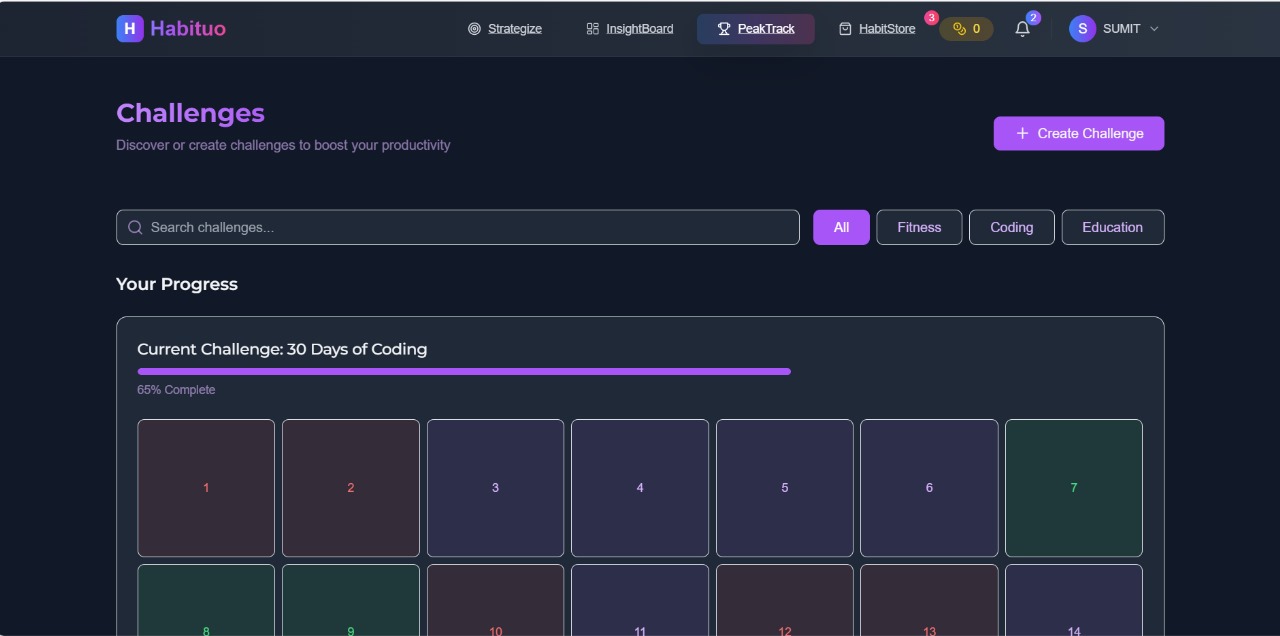 H Habituo Strategize InsightBoard PeakTrack HabitStore 3 0 2 S SUMIT
Challenges
Discover or create challenges to boost your productivity
+ Create Challenge
Search challenges... All Fitness Coding Education
Your Progress
Current Challenge: 30 Days of Coding
65% Complete
1 2 3 4 5 6 7
8 9 10 11 12 13 14